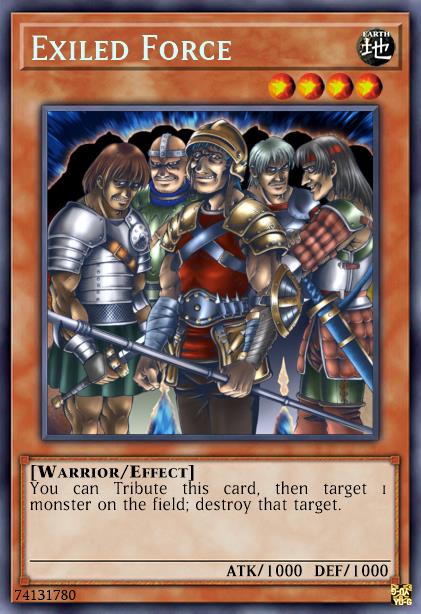 EXILED FORCE
EARTH
地
[WARRIOR/EFFECT]
You can Tribute this card, then target 1
monster on the field; destroy that target.
ATK/1000 DEF/1000
74131780